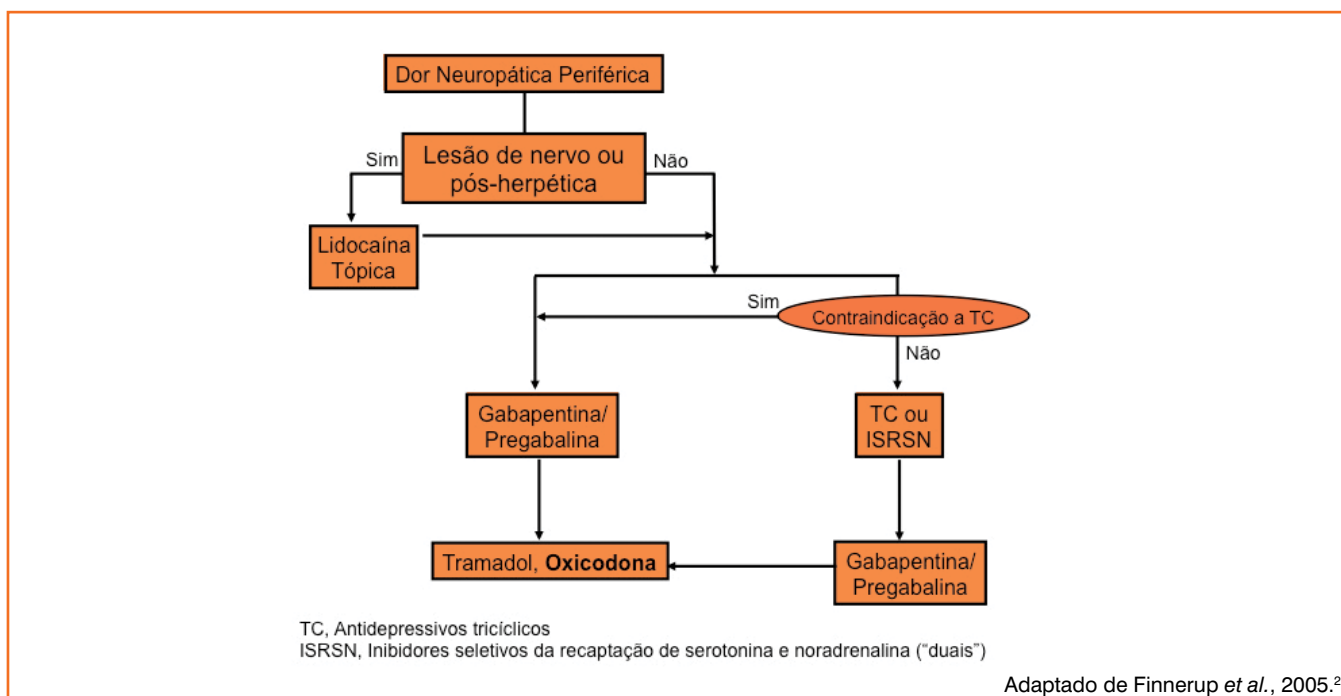 Dor Neuropática Periférica
Sim
Lesão de nervo ou
pós-herpética
Não
Lidocaína
Tópica
Sim
Contraindicação a TC
Não
Gabapentina/
Pregabalina
TC ou
ISRSN
Tramadol, Oxicodona
Gabapentina/
Pregabalina
TC, Antidepressivos tricíclicos
ISRSN, Inibidores seletivos da recaptação de serotonina e noradrenalina (“duais”)
Adaptado de Finnerup et al., 2005.2